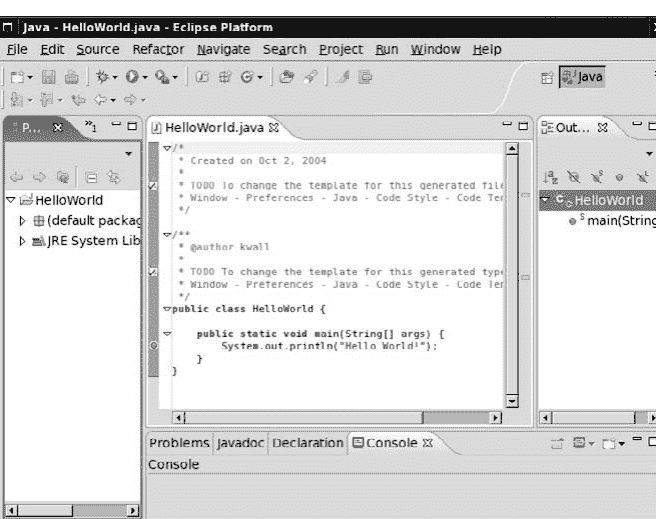 Java - HelloWorld.java - Eclipse Platform
File Edit Source Refactor Navigate Search Project Run Window Help
Java
P... »1
HelloWorld.java
Out...
HelloWorld
(default packag
JRE System Lib
/*
* Created on Oct 2, 2004
*
* TODO To change the template for this generated file
* Window - Preferences - Java - Code Style - Code Tem
*/
/**
* @author kwall
*
* TODO To change the template for this generated type
* Window - Preferences - Java - Code Style - Code Tem
*/
public class HelloWorld {
public static void main(String[] args) {
System.out.println("Hello World!");
}
}
HelloWorld
main(String
Problems Javadoc Declaration Console
Console